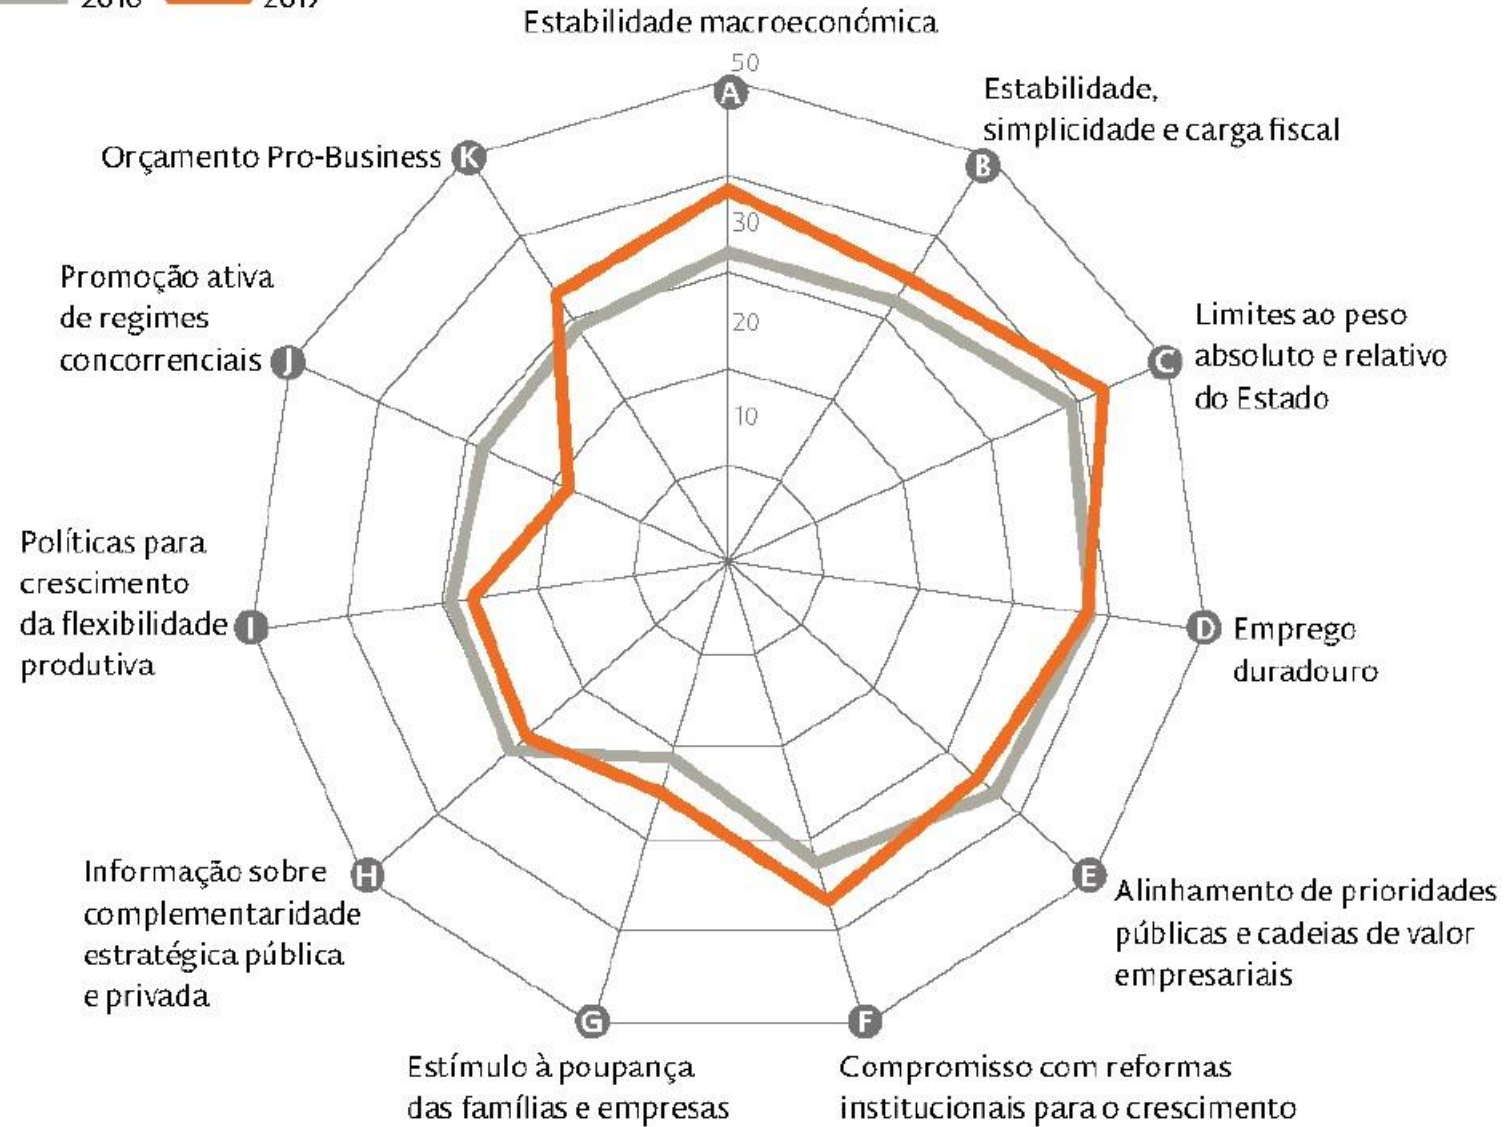 Estabilidade macroeconómica
50
A
Estabilidade,
simplicidade e carga fiscal
B
Orçamento Pro-Business K
30
Promoção ativa
de regimes
concorrenciais J
20
Limites ao peso
C absoluto e relativo
do Estado
10
Políticas para
crescimento
da flexibilidade I
produtiva
D Emprego
duradouro
Informação sobre H
complementaridade
estratégica pública
e privada
E Alinhamento de prioridades
públicas e cadeias de valor
empresariais
G
Estímulo à poupança
das famílias e empresas
F
Compromisso com reformas
institucionais para o crescimento